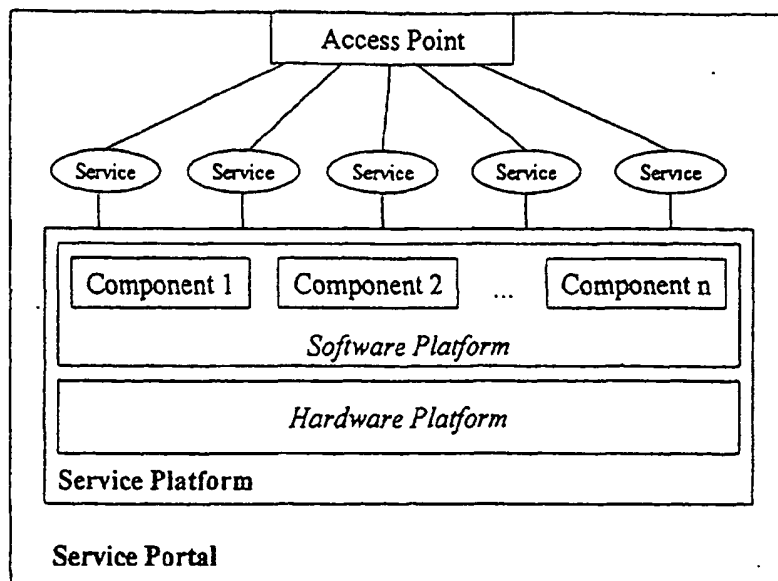 Access Point
Service Service Service Service Service
Component 1 Component 2 ... Component n
Software Platform
Hardware Platform
Service Platform
Service Portal